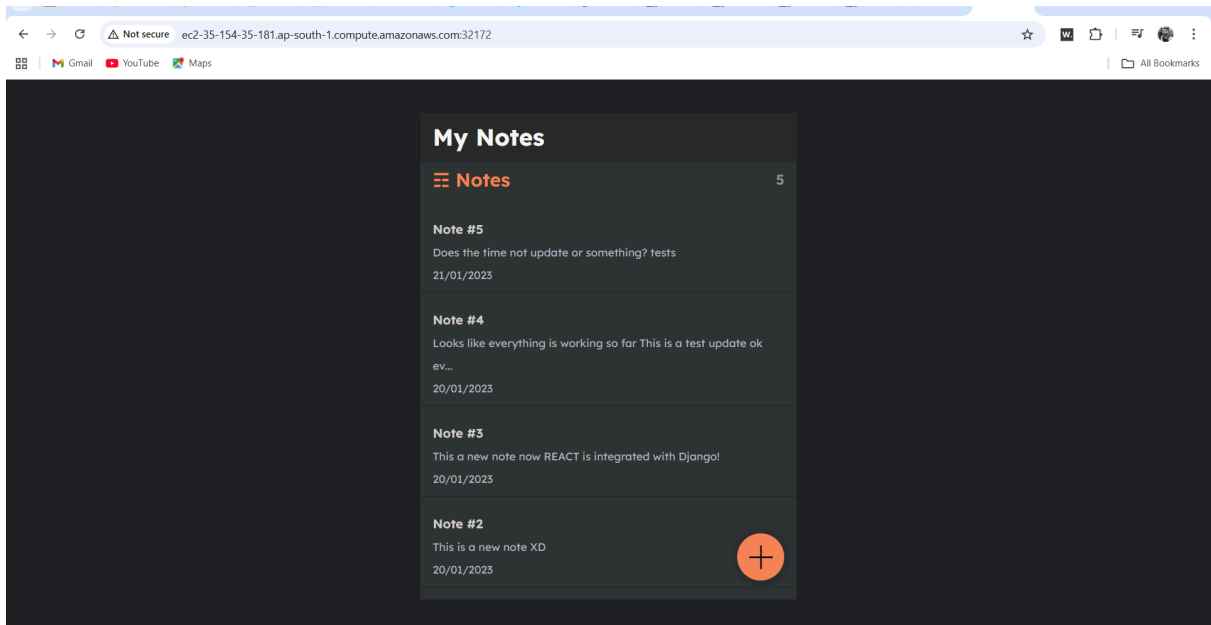 Not secure ec2-35-154-35-181.ap-south-1.compute.amazonaws.com:32172
W.
Gmail YouTube Maps All Bookmarks
My Notes
Notes 5
Note #5
Does the time not update or something? tests
21/01/2023
Note #4
Looks like everything is working so far This is a test update ok
ev...
20/01/2023
Note #3
This a new note now REACT is integrated with Django!
20/01/2023
Note #2
This is a new note XD
20/01/2023